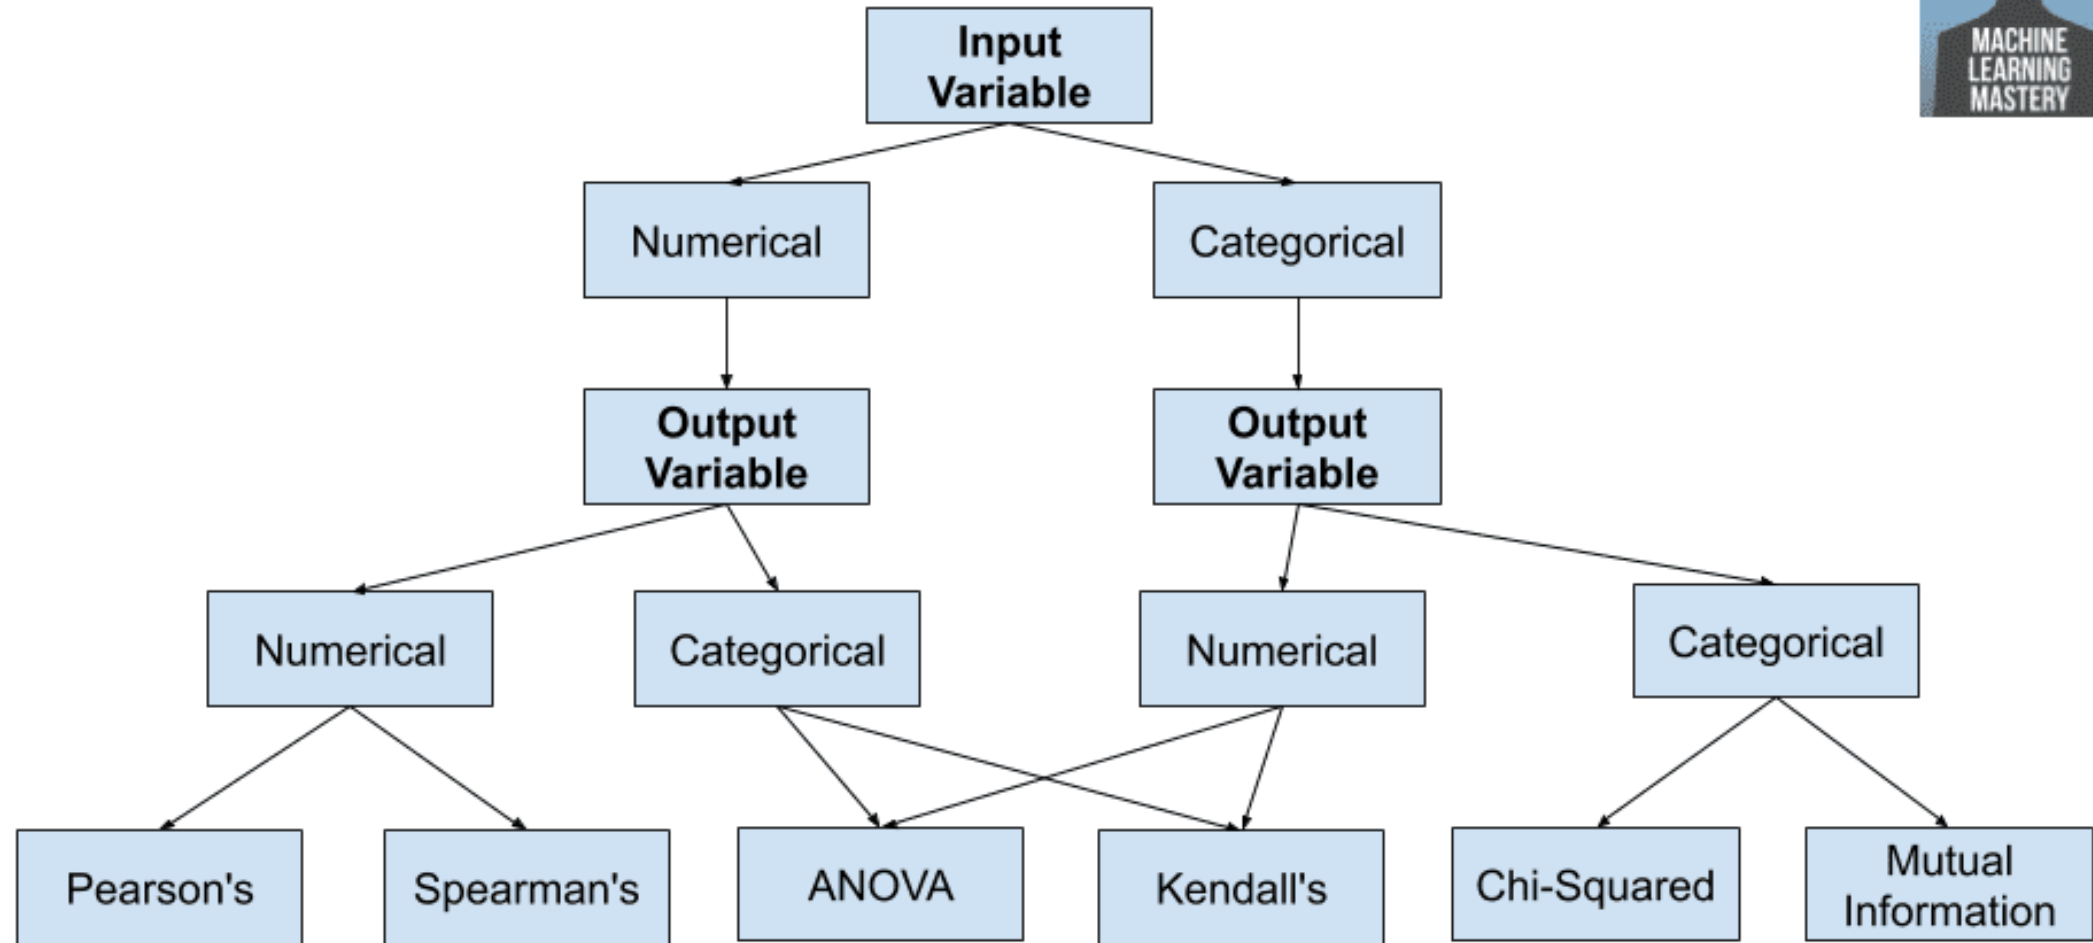 Input
Variable
MACHINE
LEARNING
MASTERY
Numerical
Categorical
Output
Variable
Output
Variable
Numerical
Categorical
Numerical
Categorical
Pearson's
Spearman's
ANOVA
Kendall's
Chi-Squared
Mutual
Information